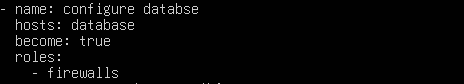 - name: configure databse
  hosts: database
  become: true
  roles:
    - firewalls